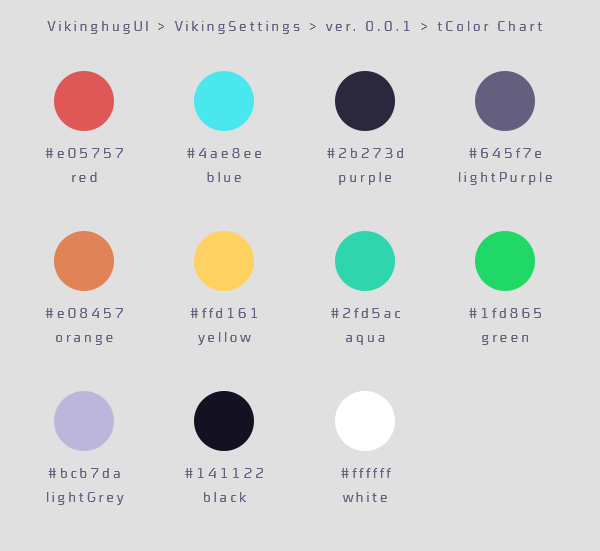 VikinghugUI > VikingSettings > ver. 0.0.1 > tColor Chart
#e05757 #4ae8ee #2b273d #645f7e
red blue purple lightPurple
#e08457 #ffd161 #2fd5ac #1fd865
orange yellow aqua green
#bcb7da #141122 #ffffff
lightGrey black white